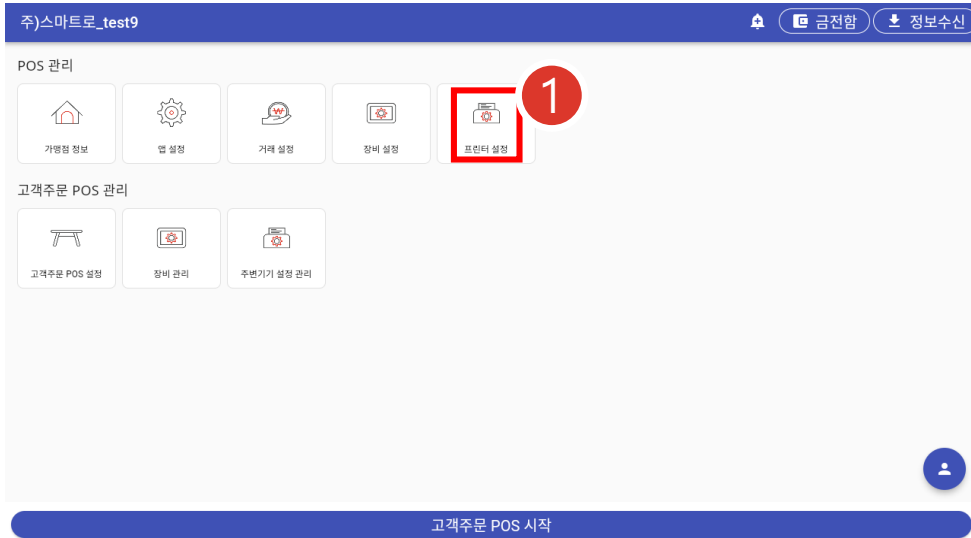 주)스마트로_test9
금전함
정보수신
POS 관리
1
가맹점 정보
앱 설정
거래 설정
장비 설정
프린터 설정
고객주문 POS 관리
고객주문 POS 설정
장비 관리
주변기기 설정 관리
고객주문 POS 시작